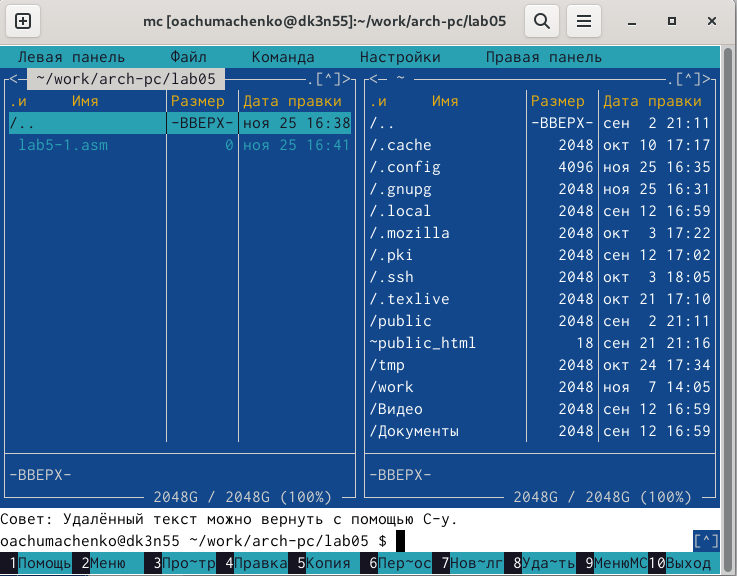 mc [oachumachenko@dk3n55]:~/work/arch-pc/lab05
Левая панель Файл Команда Настройки Правая панель
<— ~/work/arch-pc/lab05 .[^]> <— ~ .[^]>
.и Имя Размер Дата правки .и Имя Размер Дата правки
/.. -ВВЕРХ- ноя 25 16:38 /.. -ВВЕРХ- сен 2 21:11
lab5-1.asm 0 ноя 25 16:41 /.cache 2048 окт 10 17:17
/.config 4096 ноя 25 16:35
/.gnupg 2048 ноя 25 16:31
/.local 2048 сен 12 16:59
/.mozilla 2048 окт 3 17:22
/.pki 2048 сен 12 17:02
/.ssh 2048 окт 3 18:05
/.texlive 2048 окт 21 17:10
/public 2048 сен 2 21:11
~public_html 18 сен 21 21:16
/tmp 2048 окт 24 17:34
/work 2048 ноя 7 14:05
/Видео 2048 сен 12 16:59
/Документы 2048 сен 12 16:59
-ВВЕРХ- -ВВЕРХ-
2048G / 2048G (100%) 2048G / 2048G (100%)
Совет: Удалённый текст можно вернуть с помощью C-y.
oachumachenko@dk3n55 ~/work/arch-pc/lab05 $ [^]
1Помощь 2Меню 3Про~тр 4Правка 5Копия 6Пер~ос 7Нов~лг 8Уда~ть 9МенюMC 10Выход